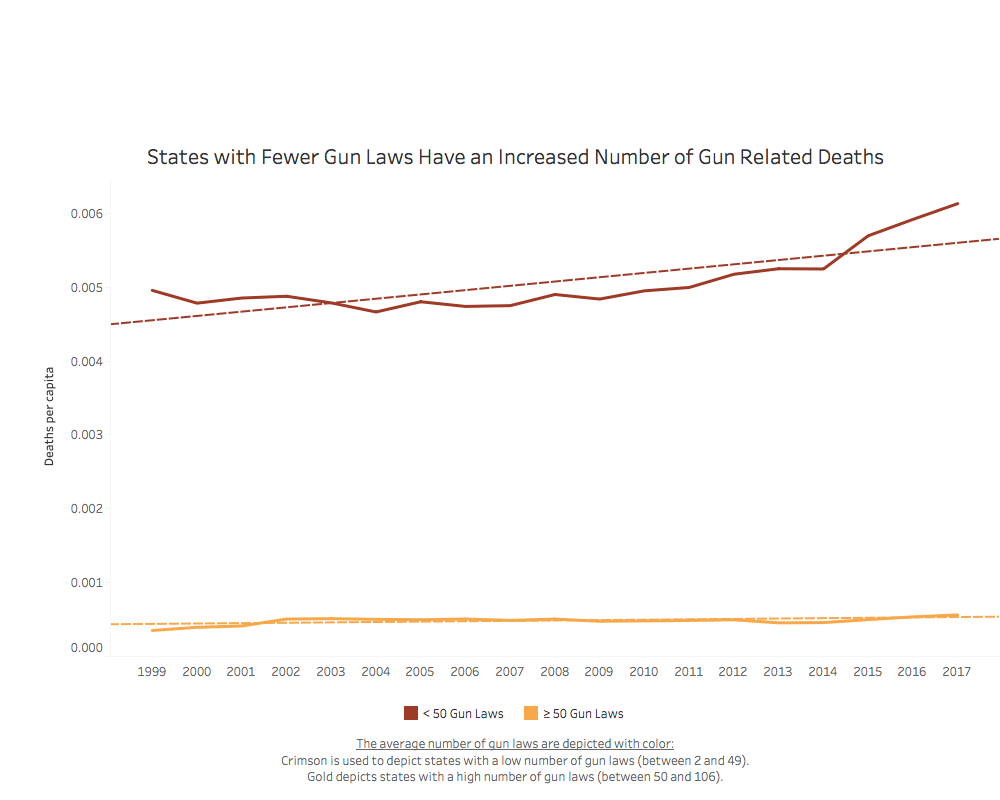 States with Fewer Gun Laws Have an Increased Number of Gun Related Deaths
0.006
0.005
0.004
0.003
0.002
0.001
0.000
Deaths per capita
1999 2000 2001 2002 2003 2004 2005 2006 2007 2008 2009 2010 2011 2012 2013 2014 2015 2016 2017
< 50 Gun Laws ≥ 50 Gun Laws
The average number of gun laws are depicted with color:
Crimson is used to depict states with a low number of gun laws (between 2 and 49).
Gold depicts states with a high number of gun laws (between 50 and 106).